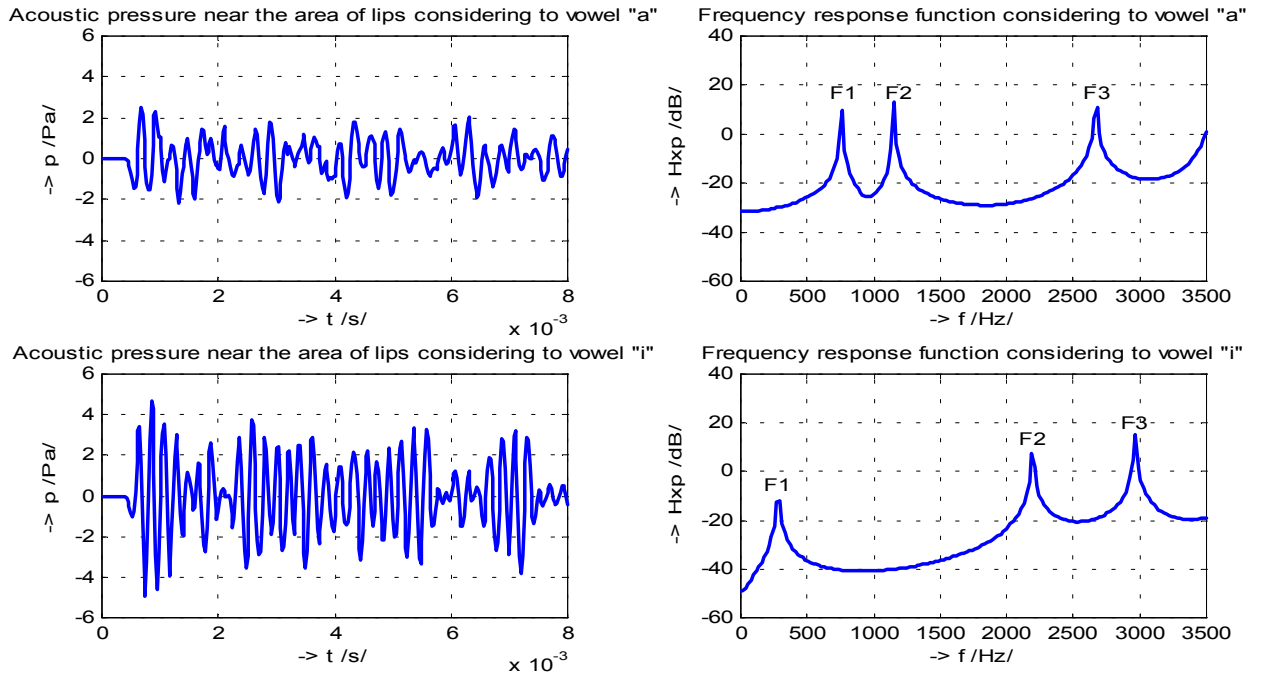 Acoustic pressure near the area of lips considering to vowel "a"
6
4
2
0
-2
-4
-6
-> p /Pa/
0 2 4 6 8
-> t /s/
x 10⁻³
Frequency response function considering to vowel "a"
40
20
0
-20
-40
-60
-> Hxp /dB/
F1 F2 F3
0 500 1000 1500 2000 2500 3000 3500
-> f /Hz/
Acoustic pressure near the area of lips considering to vowel "i"
6
4
2
0
-2
-4
-6
-> p /Pa/
0 2 4 6 8
-> t /s/
x 10⁻³
Frequency response function considering to vowel "i"
40
20
0
-20
-40
-60
-> Hxp /dB/
F1 F2 F3
0 500 1000 1500 2000 2500 3000 3500
-> f /Hz/